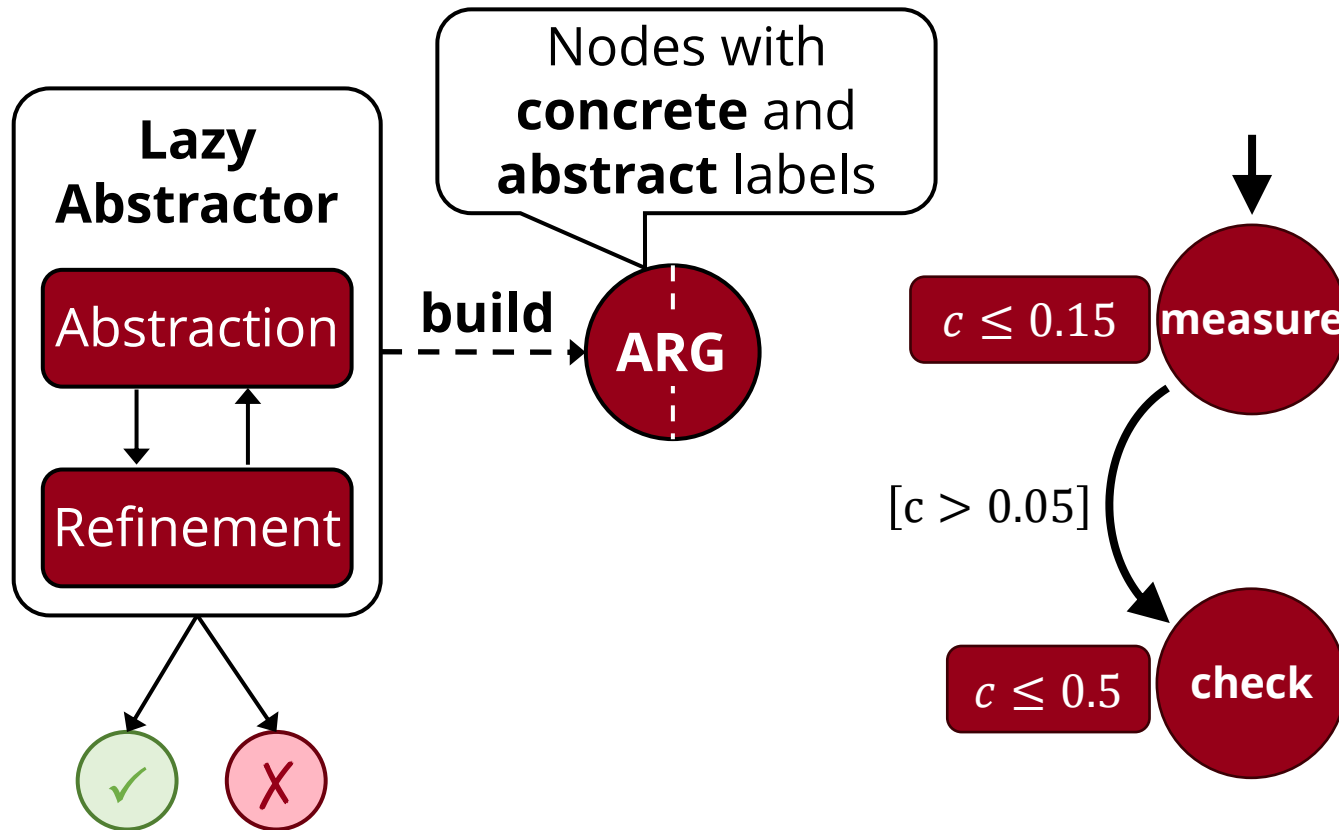 Nodes with
concrete and
abstract labels
Lazy
Abstractor
Abstraction
Refinement
✓
✗
build
ARG
c ≤ 0.15
measure
[c > 0.05]
c ≤ 0.5
check